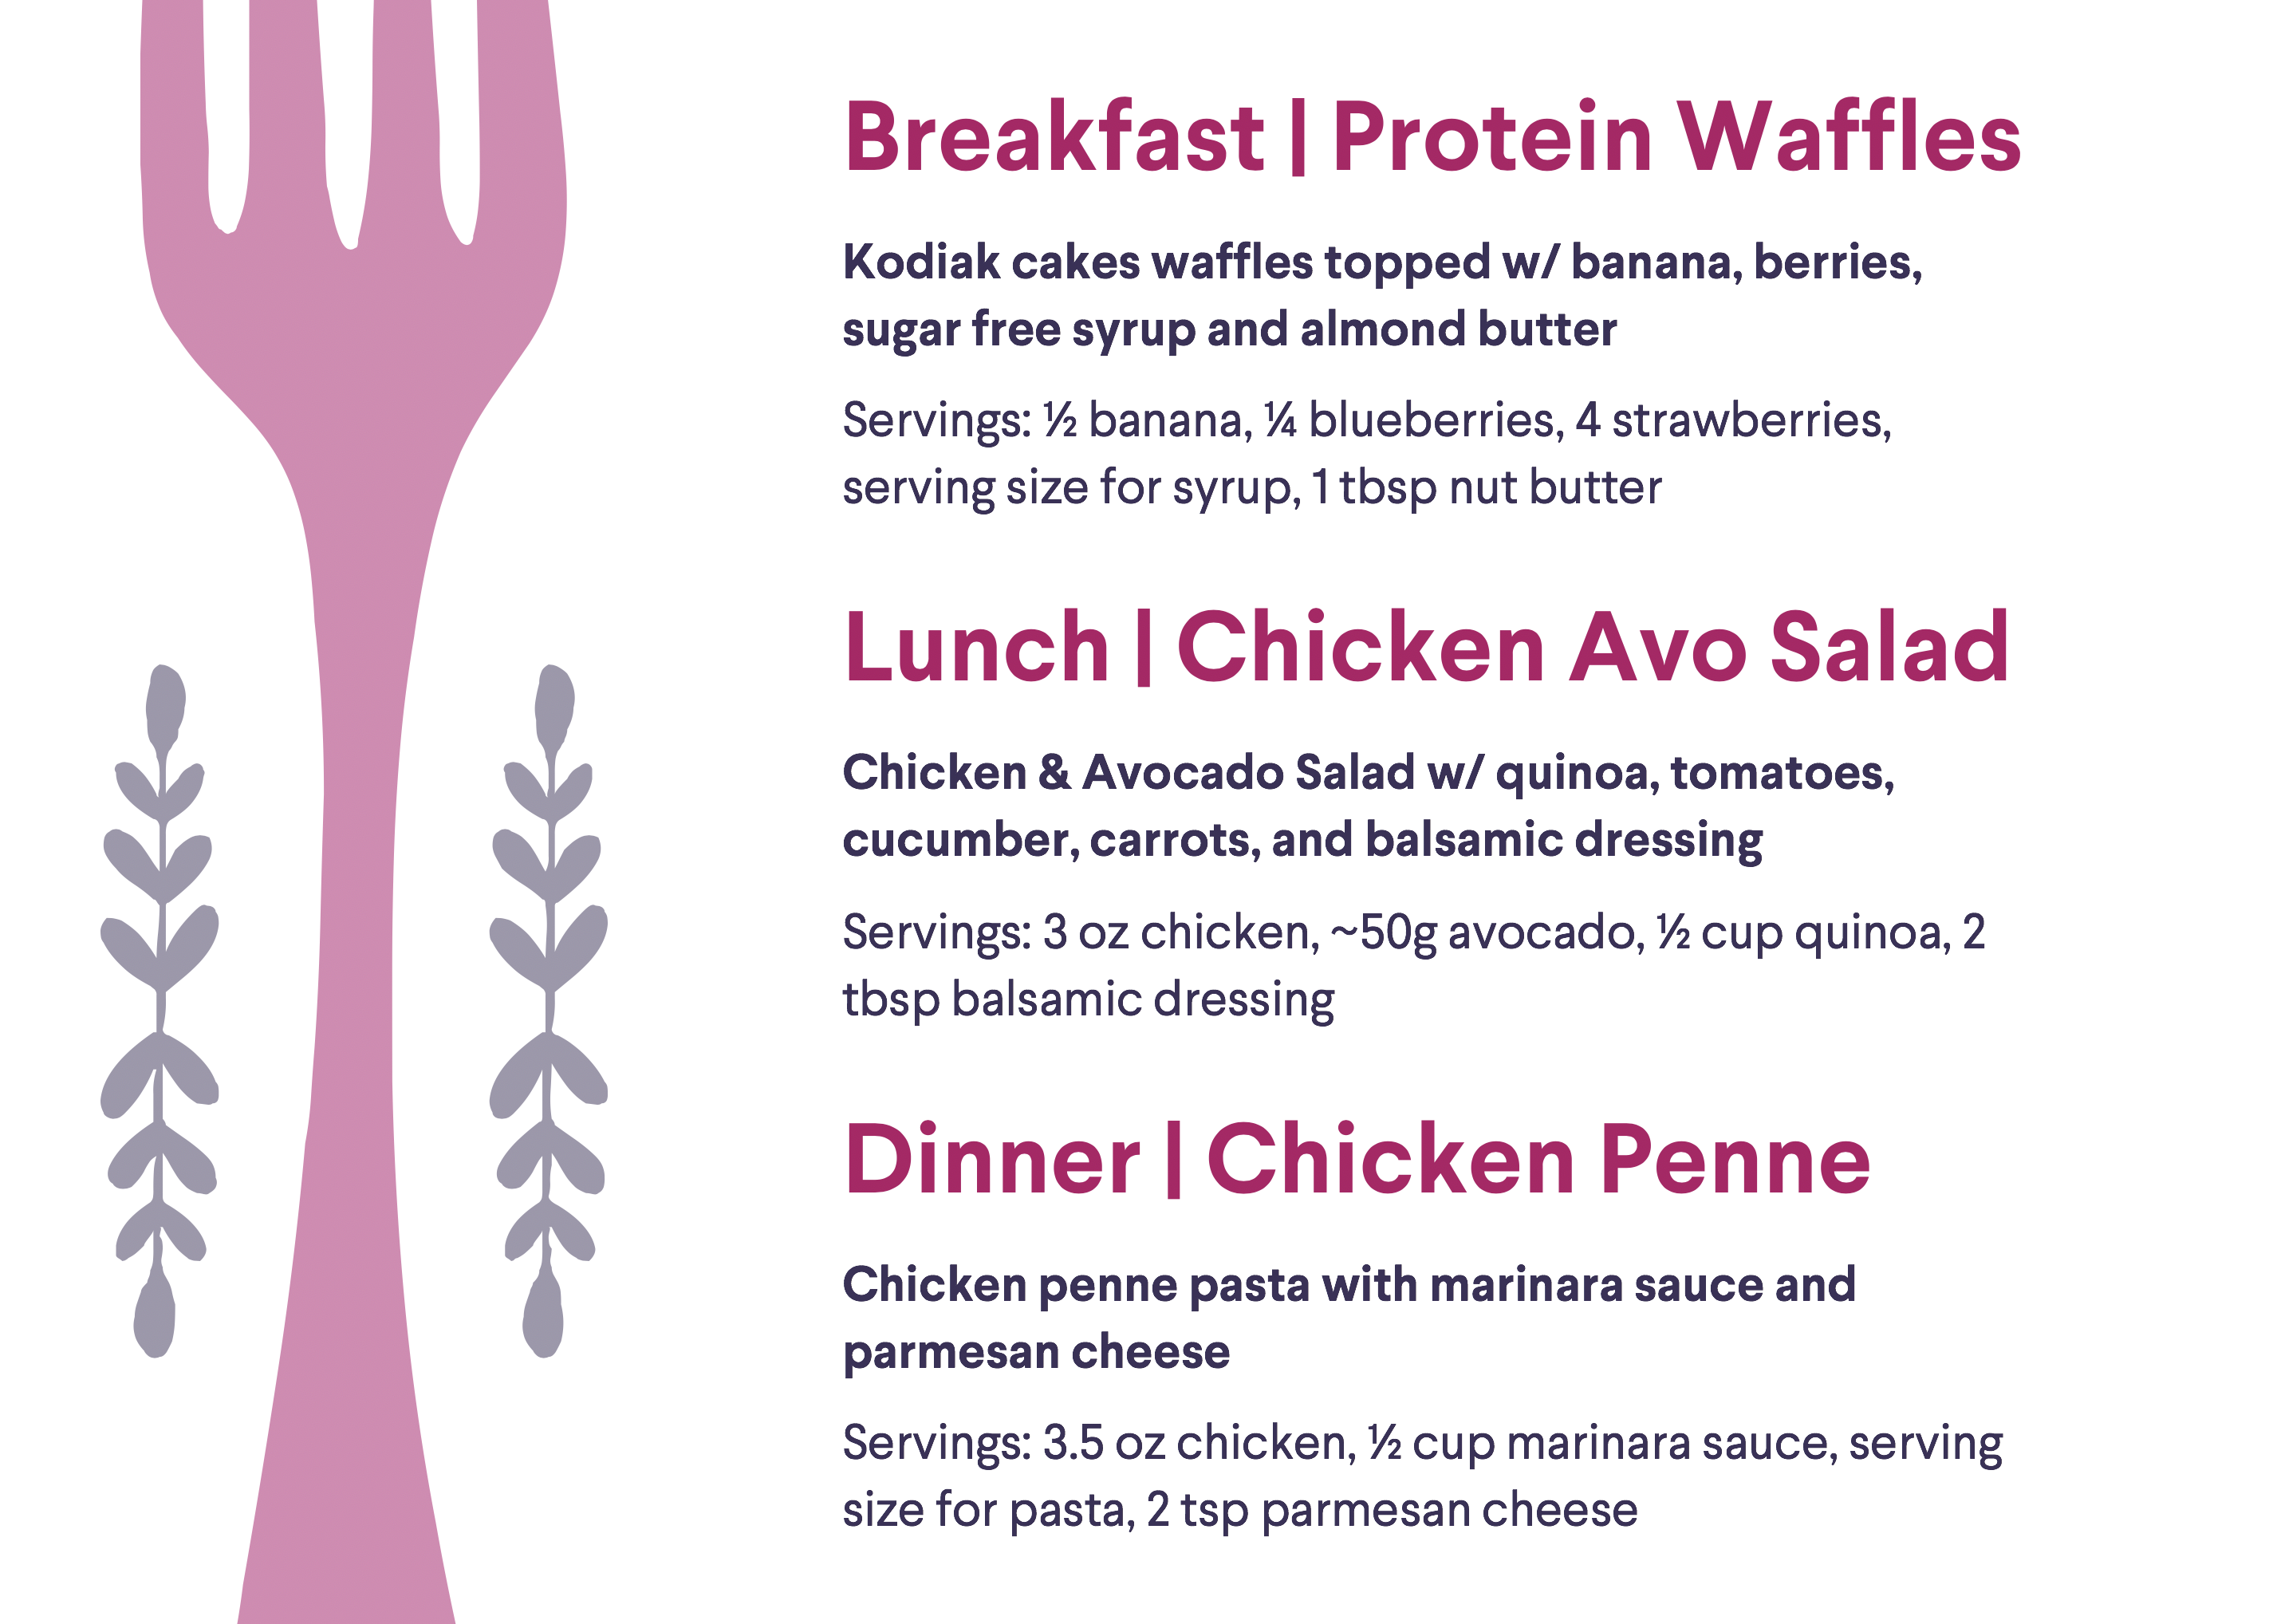 Breakfast | Protein Waffles
Kodiak cakes waffles topped w/ banana, berries,
sugar free syrup and almond butter
Servings: ½ banana, ¼ blueberries, 4 strawberries,
serving size for syrup, 1 tbsp nut butter
Lunch | Chicken Avo Salad
Chicken & Avocado Salad w/ quinoa, tomatoes,
cucumber, carrots, and balsamic dressing
Servings: 3 oz chicken, ~50g avocado, ½ cup quinoa, 2
tbsp balsamic dressing
Dinner | Chicken Penne
Chicken penne pasta with marinara sauce and
parmesan cheese
Servings: 3.5 oz chicken, ½ cup marinara sauce, serving
size for pasta, 2 tsp parmesan cheese